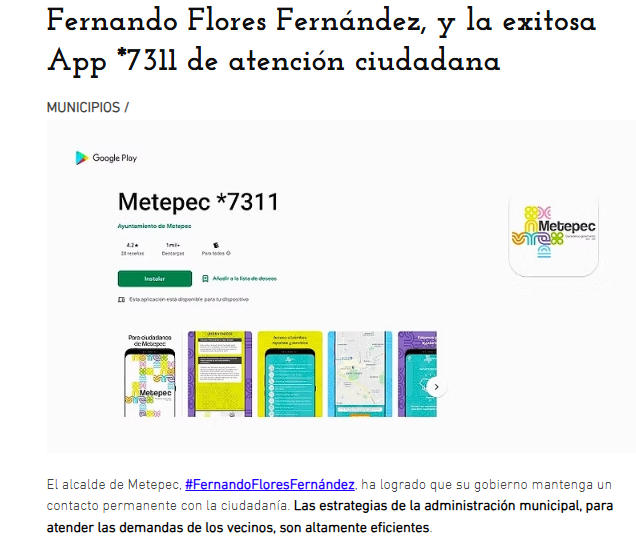 Fernando Flores Fernández, y la exitosa
App *7311 de atención ciudadana
MUNICIPIOS /
Google Play
Metepec *7311
Ayuntamiento de Metepec
4.2★ 1 mil+
28 reseñas Descargas Para todos
Instalar Añadir a la lista de deseos
Esta aplicación está disponible para tu dispositivo
Metepec
Para ciudadanos
de Metepec
Metepec
El alcalde de Metepec, #FernandoFloresFernández, ha logrado que su gobierno mantenga un
contacto permanente con la ciudadanía. Las estrategias de la administración municipal, para
atender las demandas de los vecinos, son altamente eficientes.